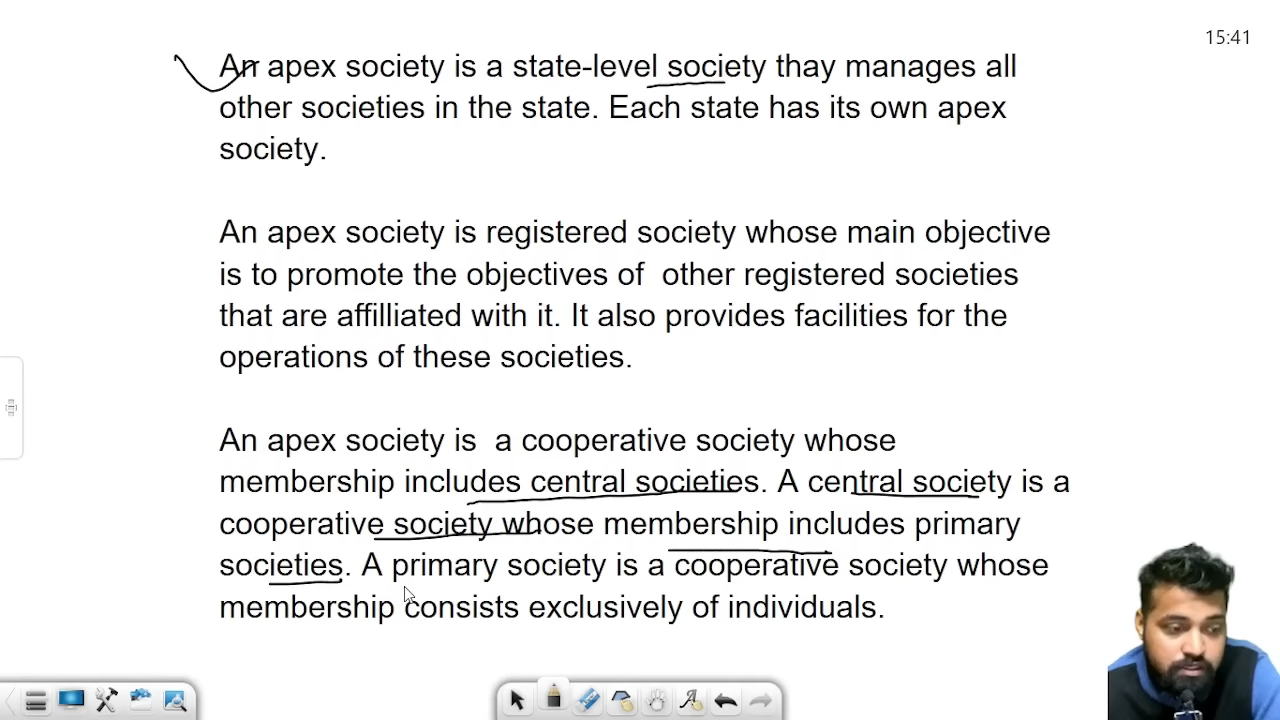 15:41
An apex society is a state-level society thay manages all
other societies in the state. Each state has its own apex
society.
An apex society is registered society whose main objective
is to promote the objectives of other registered societies
that are affilliated with it. It also provides facilities for the
operations of these societies.
An apex society is a cooperative society whose
membership includes central societies. A central society is a
cooperative society whose membership includes primary
societies. A primary society is a cooperative society whose
membership consists exclusively of individuals.